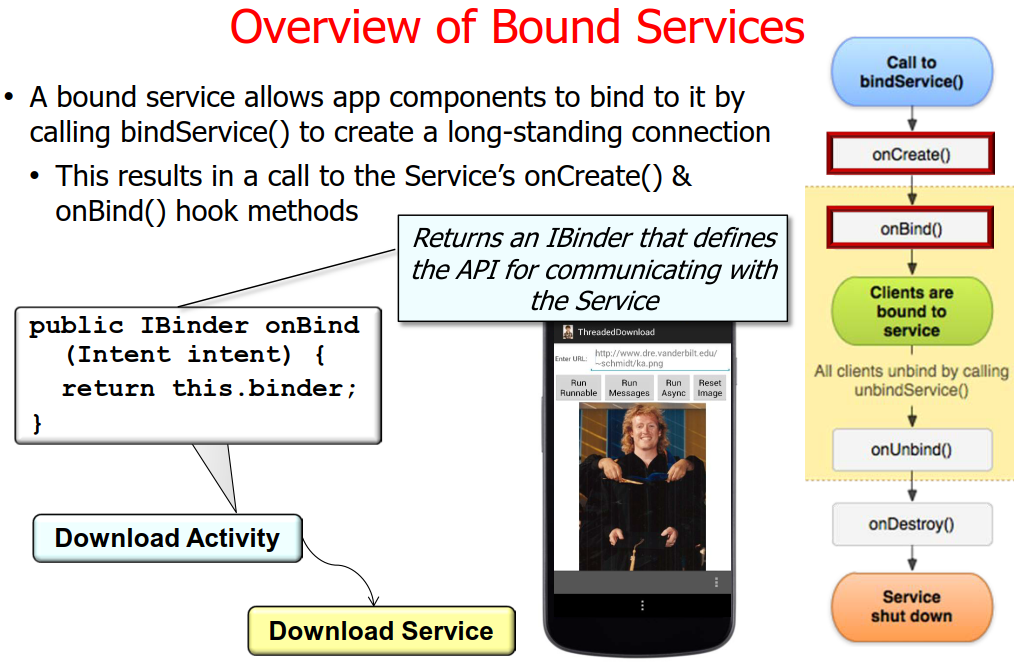 Overview of Bound Services
• A bound service allows app components to bind to it by
calling bindService() to create a long-standing connection
• This results in a call to the Service’s onCreate() &
onBind() hook methods
Returns an IBinder that defines
the API for communicating with
the Service
public IBinder onBind
(Intent intent) {
return this.binder;
}
Download Activity
Download Service
ThreadedDownload
Enter URL:
http://www.dre.vanderbilt.edu/
~schmidt/ka.png
Run
Runnable
Run
Messages
Run
Async
Reset
Image
Call to
bindService()
onCreate()
onBind()
Clients are
bound to
service
All clients unbind by calling
unbindService()
onUnbind()
onDestroy()
Service
shut down